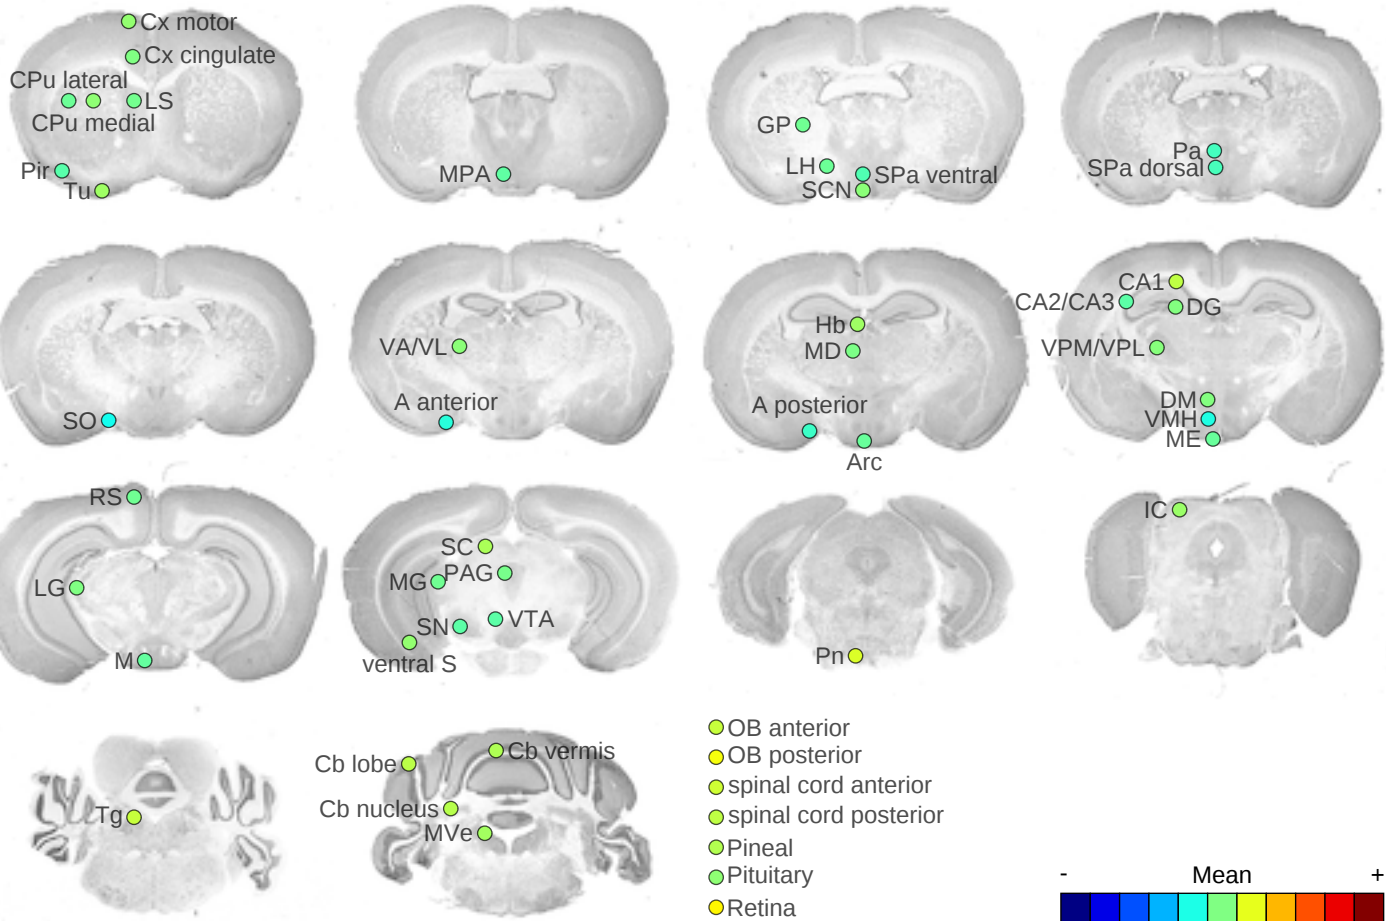 Cx motor
Cx cingulate
CPu lateral
LS
CPu medial
Pir
Tu
MPA
GP
LH
SPa ventral
SCN
Pa
SPa dorsal
SO
VA/VL
A anterior
Hb
MD
A posterior
Arc
CA1
CA2/CA3
DG
VPM/VPL
DM
VMH
ME
RS
LG
M
SC
MG
PAG
SN
VTA
ventral S
Pn
IC
Tg
Cb lobe
Cb vermis
Cb nucleus
MVe
OB anterior
OB posterior
spinal cord anterior
spinal cord posterior
Pineal
Pituitary
Retina
- Mean +